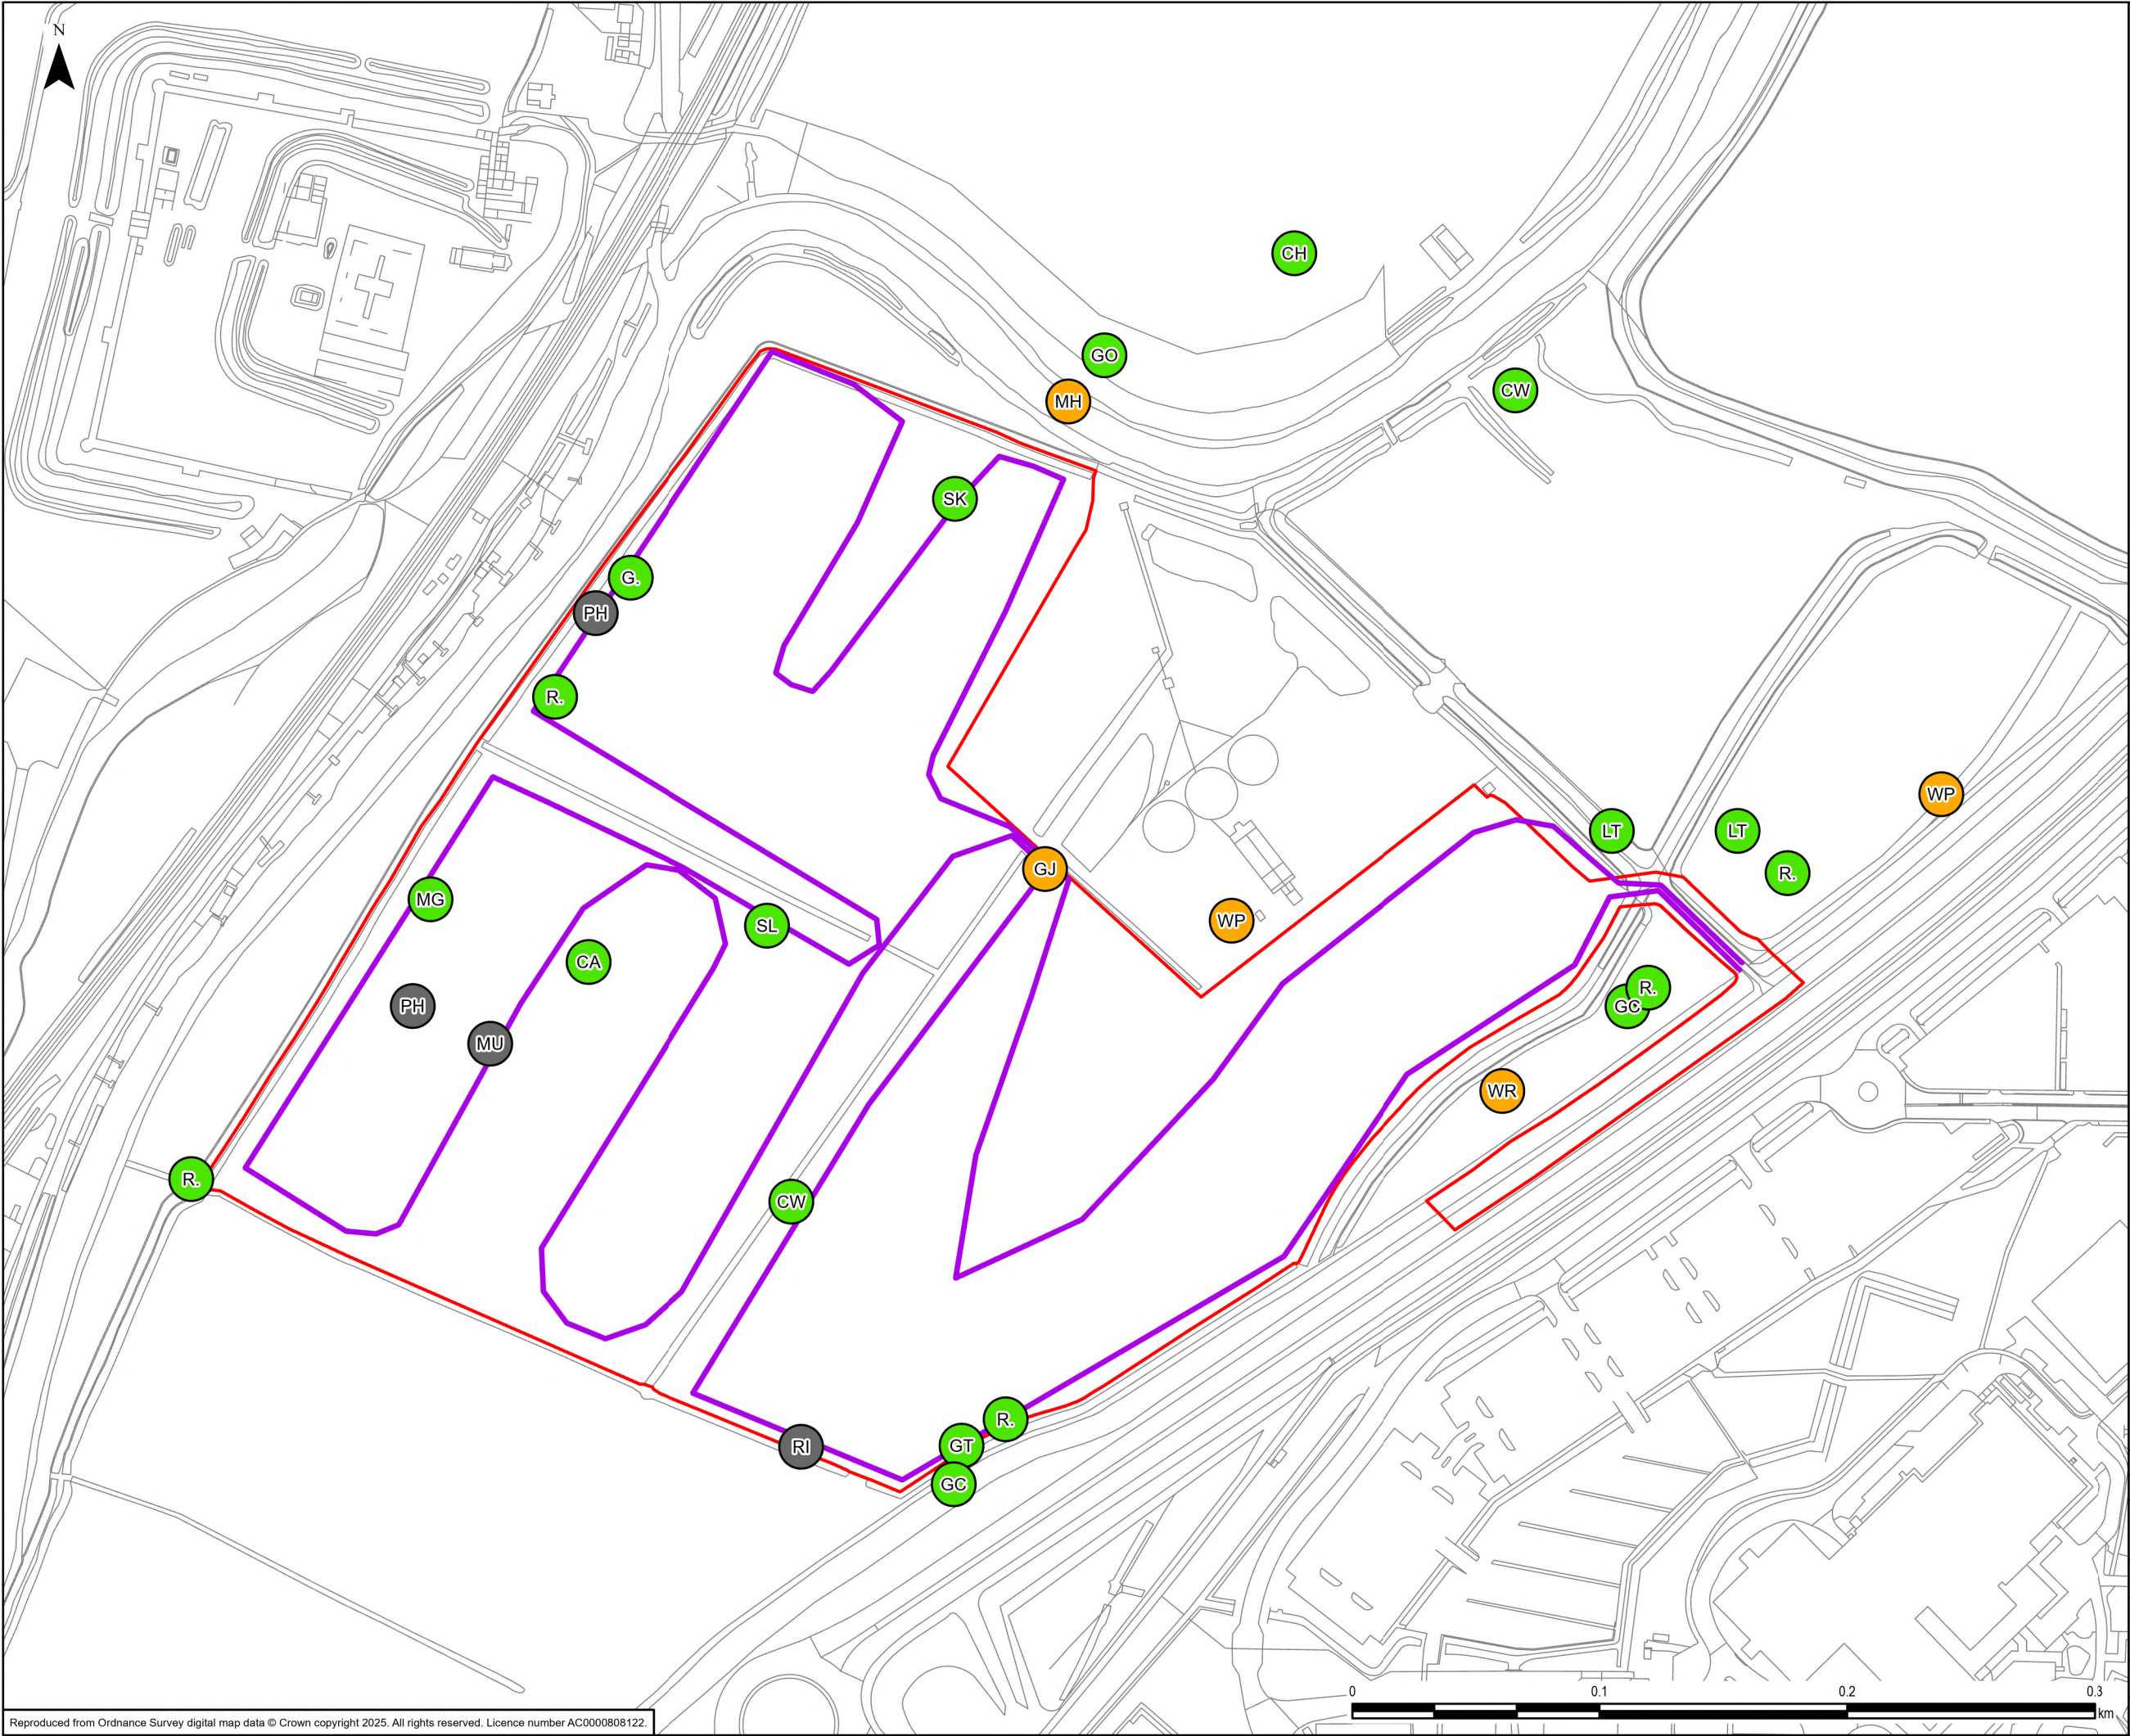 N
CH
GO
MH
CW
SK
G.
PH
R.
WP
LT
LT
GJ
R.
MG
WP
SL
CA
R.
PH
GC
MU
WR
R.
CW
R.
GT
RI
GC
0 0.1 0.2 0.3
km
Reproduced from Ordnance Survey digital map data © Crown copyright 2025. All rights reserved. Licence number AC0000808122.